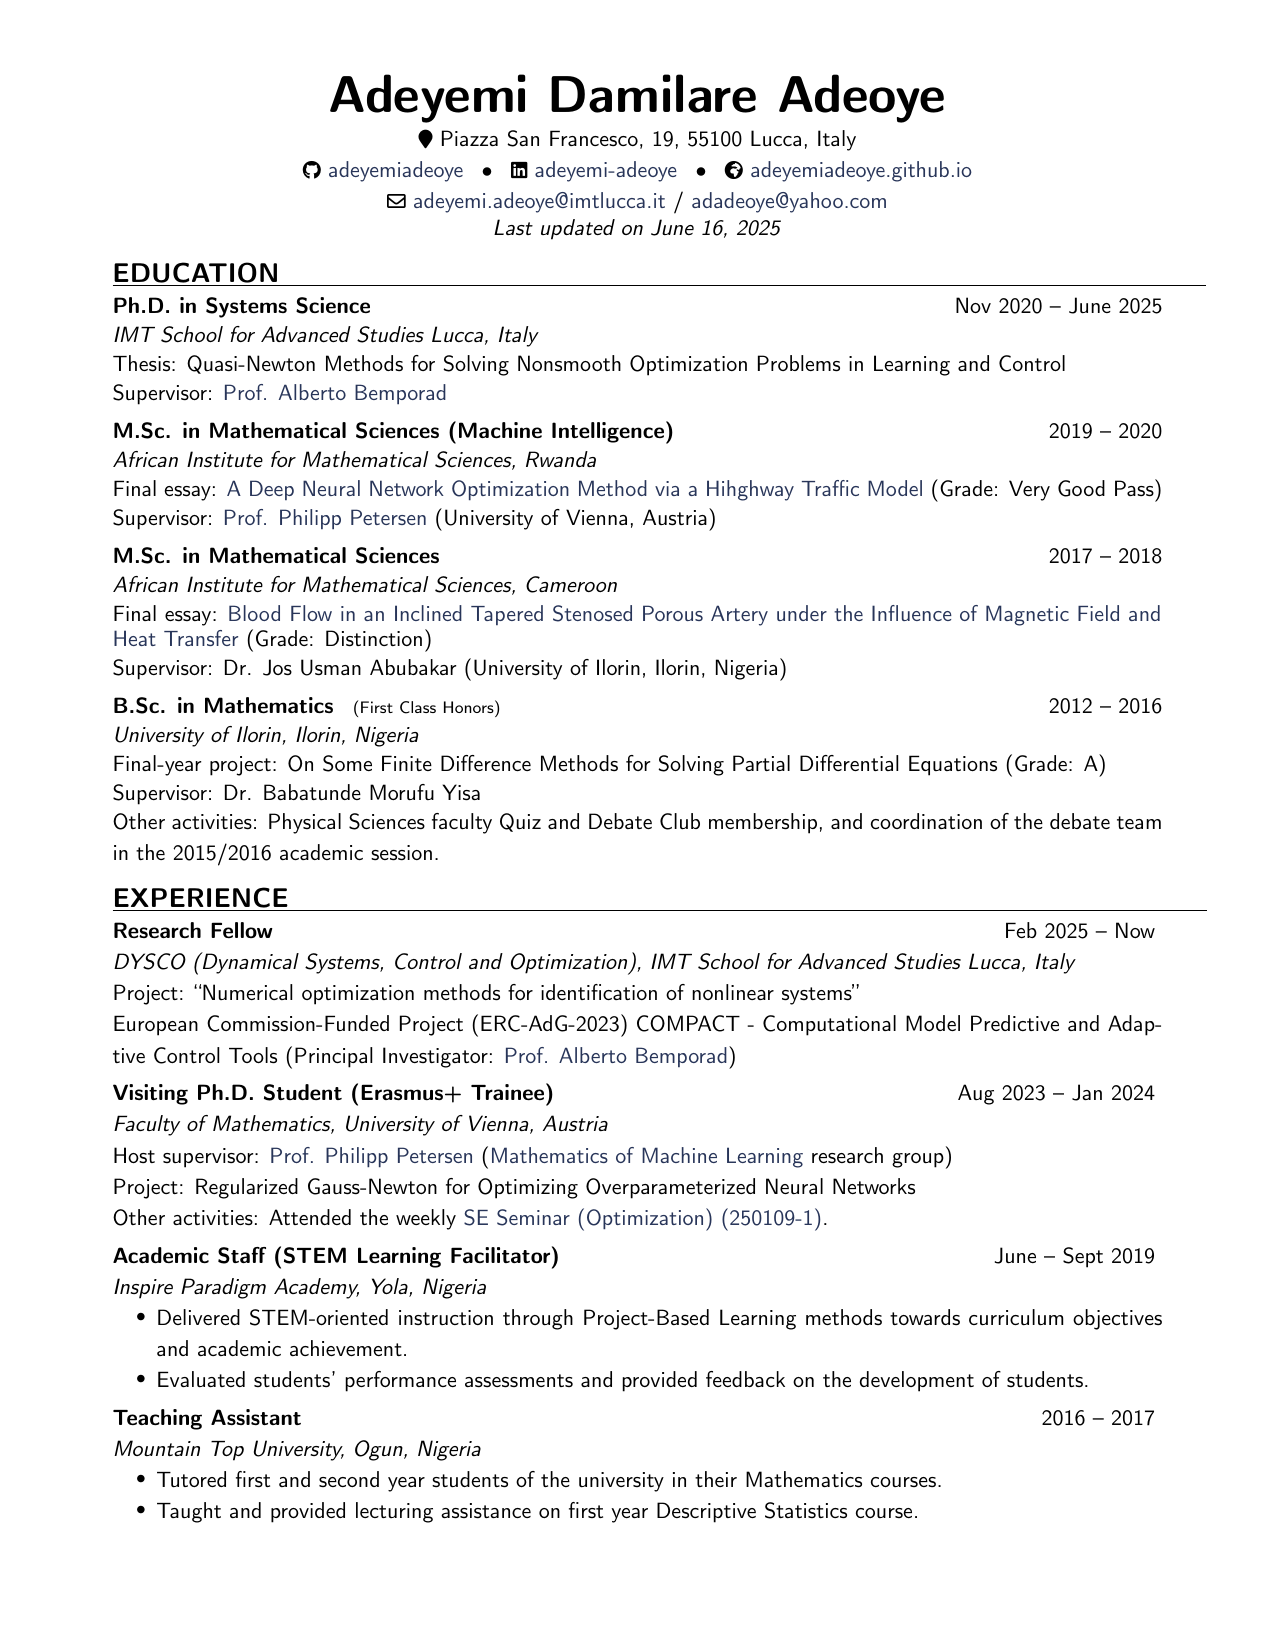 Adeyemi Damilare Adeoye
Piazza San Francesco, 19, 55100 Lucca, Italy
adeyemiadeoye • adeyemi-adeoye • adeyemiadeoye.github.io
adeyemi.adeoye@imtlucca.it / adadeoye@yahoo.com
Last updated on June 16, 2025
EDUCATION
Ph.D. in Systems Science Nov 2020 – June 2025
IMT School for Advanced Studies Lucca, Italy
Thesis: Quasi-Newton Methods for Solving Nonsmooth Optimization Problems in Learning and Control
Supervisor: Prof. Alberto Bemporad
M.Sc. in Mathematical Sciences (Machine Intelligence) 2019 – 2020
African Institute for Mathematical Sciences, Rwanda
Final essay: A Deep Neural Network Optimization Method via a Hihghway Traffic Model (Grade: Very Good Pass)
Supervisor: Prof. Philipp Petersen (University of Vienna, Austria)
M.Sc. in Mathematical Sciences 2017 – 2018
African Institute for Mathematical Sciences, Cameroon
Final essay: Blood Flow in an Inclined Tapered Stenosed Porous Artery under the Influence of Magnetic Field and
Heat Transfer (Grade: Distinction)
Supervisor: Dr. Jos Usman Abubakar (University of Ilorin, Ilorin, Nigeria)
B.Sc. in Mathematics (First Class Honors) 2012 – 2016
University of Ilorin, Ilorin, Nigeria
Final-year project: On Some Finite Difference Methods for Solving Partial Differential Equations (Grade: A)
Supervisor: Dr. Babatunde Morufu Yisa
Other activities: Physical Sciences faculty Quiz and Debate Club membership, and coordination of the debate team
in the 2015/2016 academic session.
EXPERIENCE
Research Fellow Feb 2025 – Now
DYSCO (Dynamical Systems, Control and Optimization), IMT School for Advanced Studies Lucca, Italy
Project: “Numerical optimization methods for identification of nonlinear systems”
European Commission-Funded Project (ERC-AdG-2023) COMPACT - Computational Model Predictive and Adap-
tive Control Tools (Principal Investigator: Prof. Alberto Bemporad)
Visiting Ph.D. Student (Erasmus+ Trainee) Aug 2023 – Jan 2024
Faculty of Mathematics, University of Vienna, Austria
Host supervisor: Prof. Philipp Petersen (Mathematics of Machine Learning research group)
Project: Regularized Gauss-Newton for Optimizing Overparameterized Neural Networks
Other activities: Attended the weekly SE Seminar (Optimization) (250109-1).
Academic Staff (STEM Learning Facilitator) June – Sept 2019
Inspire Paradigm Academy, Yola, Nigeria
• Delivered STEM-oriented instruction through Project-Based Learning methods towards curriculum objectives
and academic achievement.
• Evaluated students’ performance assessments and provided feedback on the development of students.
Teaching Assistant 2016 – 2017
Mountain Top University, Ogun, Nigeria
• Tutored first and second year students of the university in their Mathematics courses.
• Taught and provided lecturing assistance on first year Descriptive Statistics course.